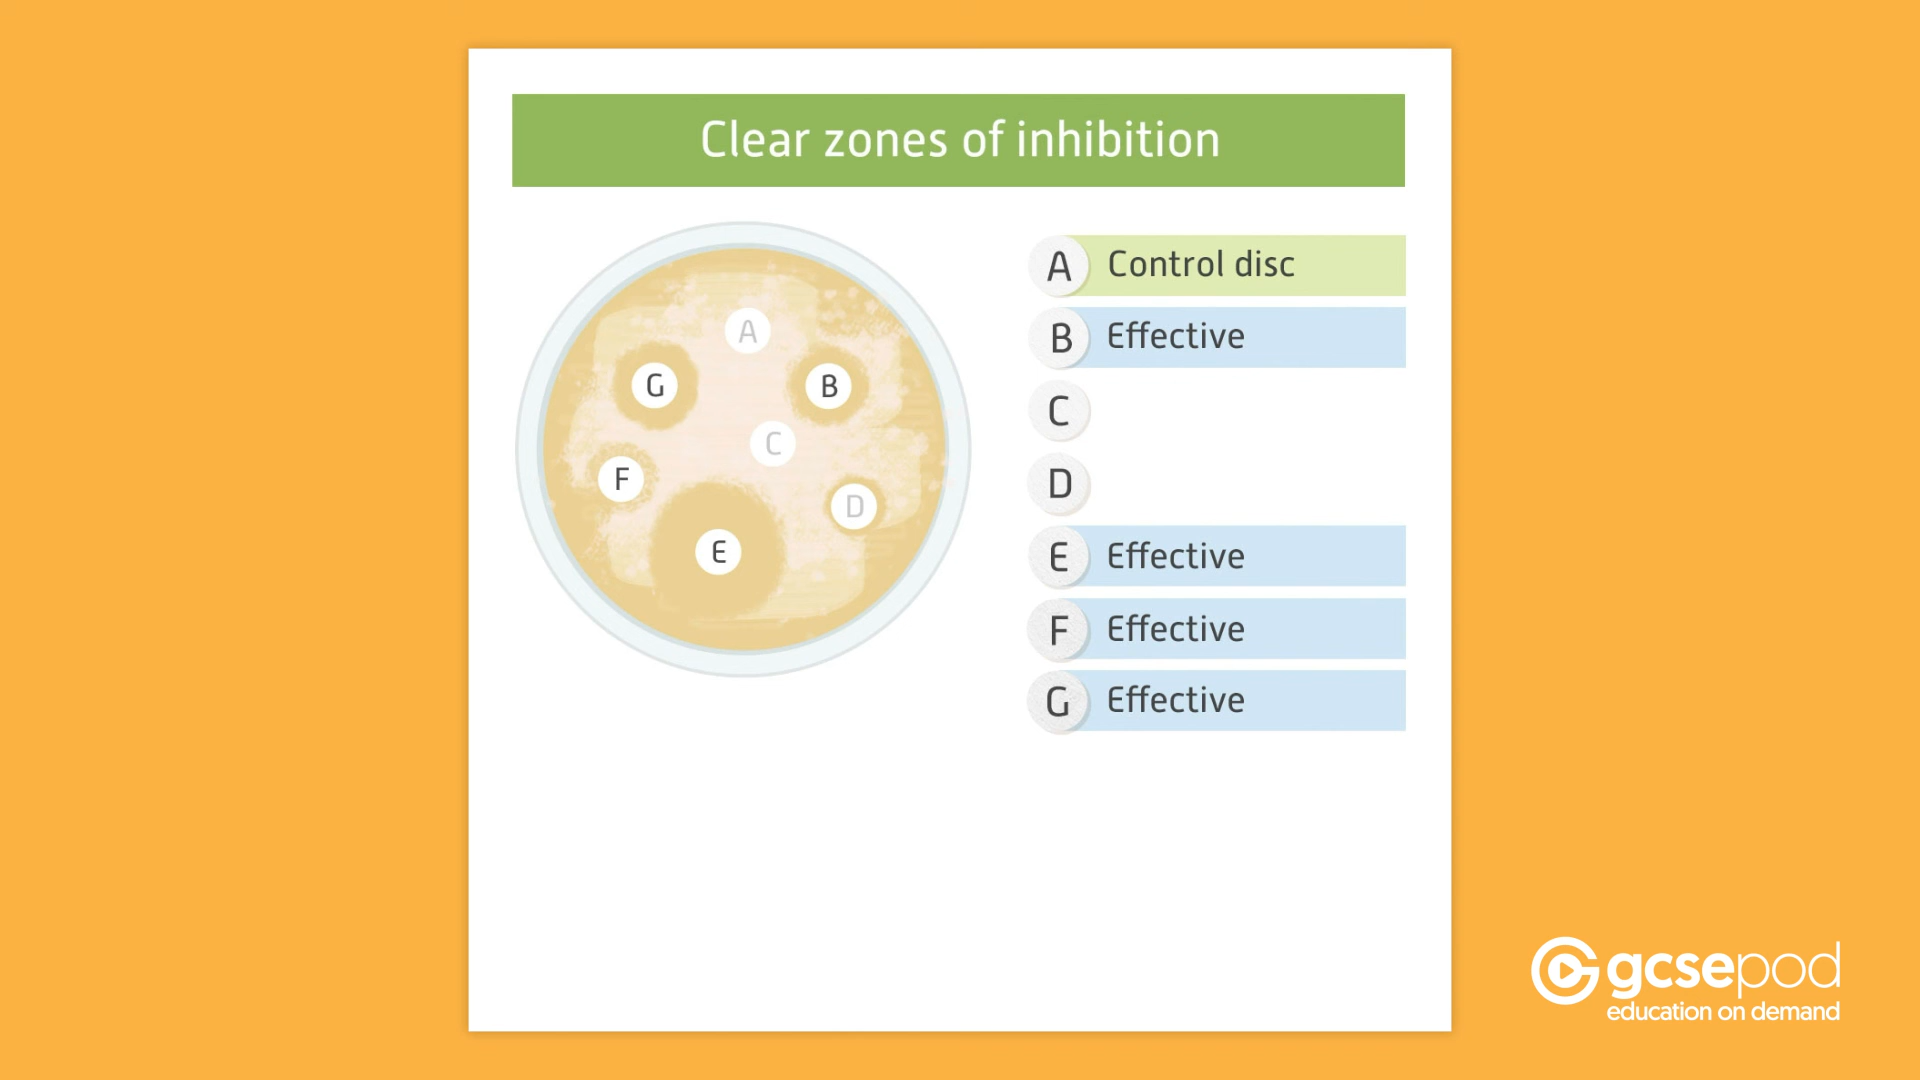 Clear zones of inhibition
A
G
B
C
F
D
E
A Control disc
B Effective
C
D
E Effective
F Effective
G Effective
gcsepod
education on demand